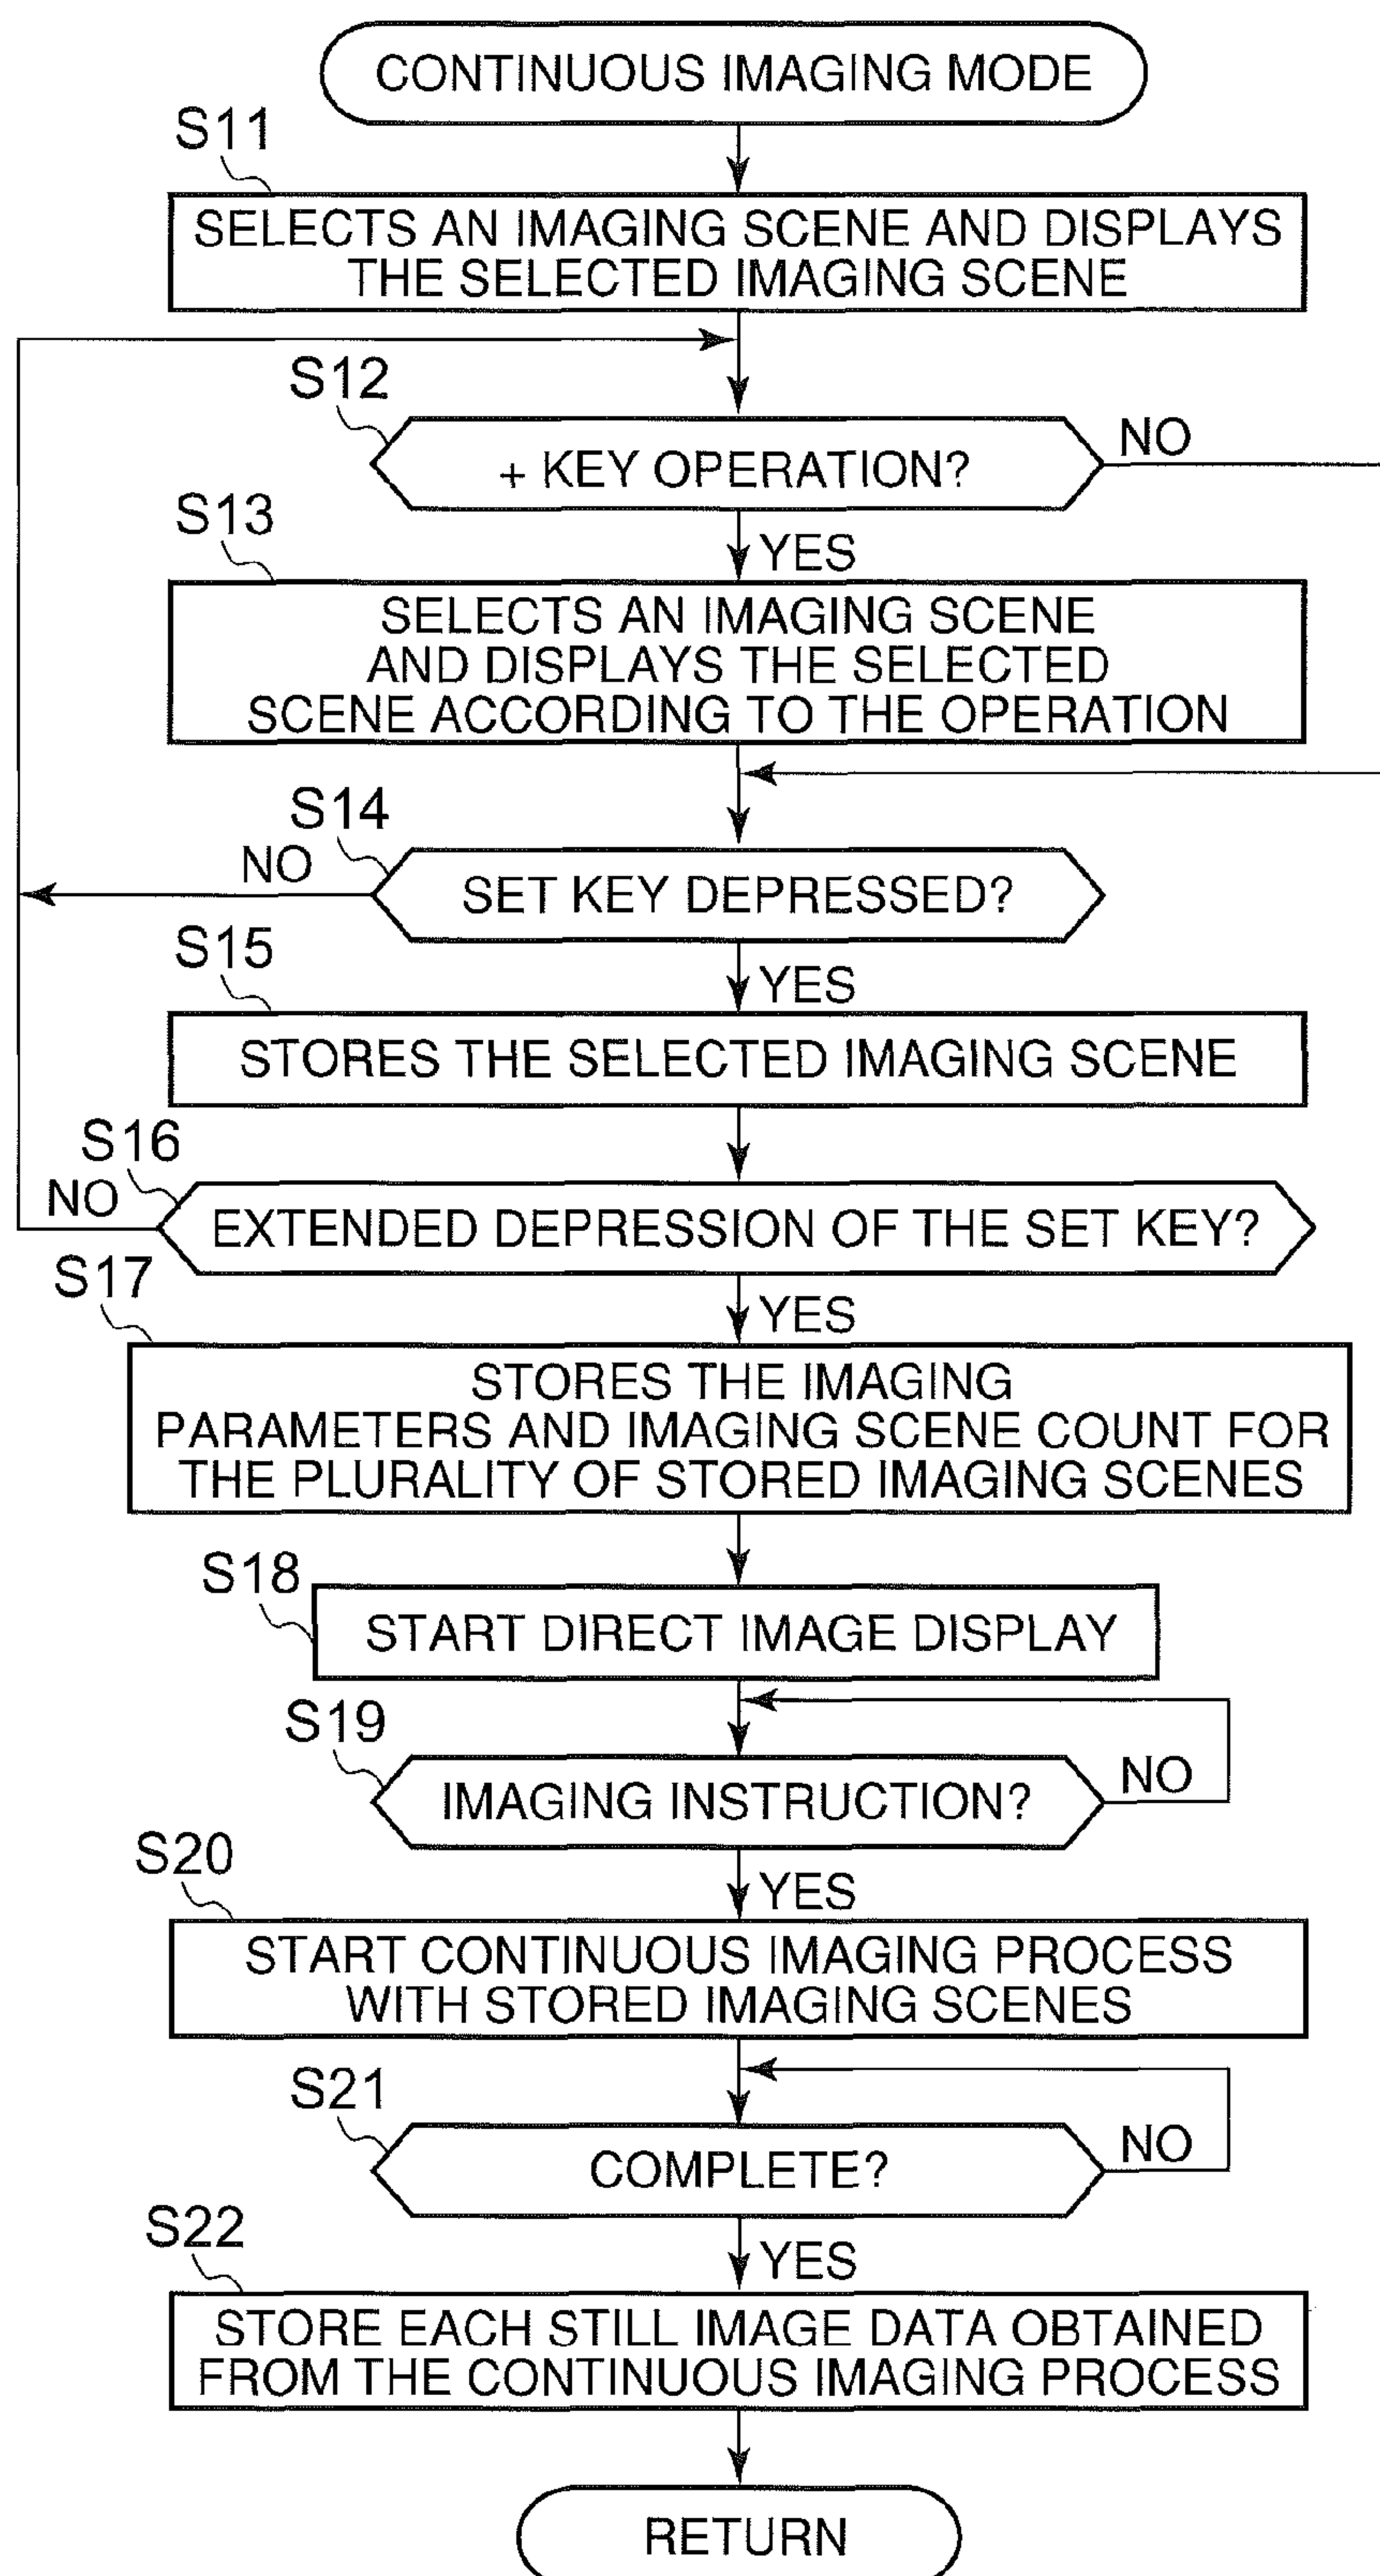 CONTINUOUS IMAGING MODE
S11
SELECTS AN IMAGING SCENE AND DISPLAYS
THE SELECTED IMAGING SCENE
S12
+ KEY OPERATION?
NO
S13
YES
SELECTS AN IMAGING SCENE
AND DISPLAYS THE SELECTED
SCENE ACCORDING TO THE OPERATION
S14
NO
SET KEY DEPRESSED?
S15
YES
STORES THE SELECTED IMAGING SCENE
S16
NO
EXTENDED DEPRESSION OF THE SET KEY?
S17
YES
STORES THE IMAGING
PARAMETERS AND IMAGING SCENE COUNT FOR
THE PLURALITY OF STORED IMAGING SCENES
S18
START DIRECT IMAGE DISPLAY
S19
IMAGING INSTRUCTION?
NO
S20
YES
START CONTINUOUS IMAGING PROCESS
WITH STORED IMAGING SCENES
S21
COMPLETE?
NO
S22
YES
STORE EACH STILL IMAGE DATA OBTAINED
FROM THE CONTINUOUS IMAGING PROCESS
RETURN